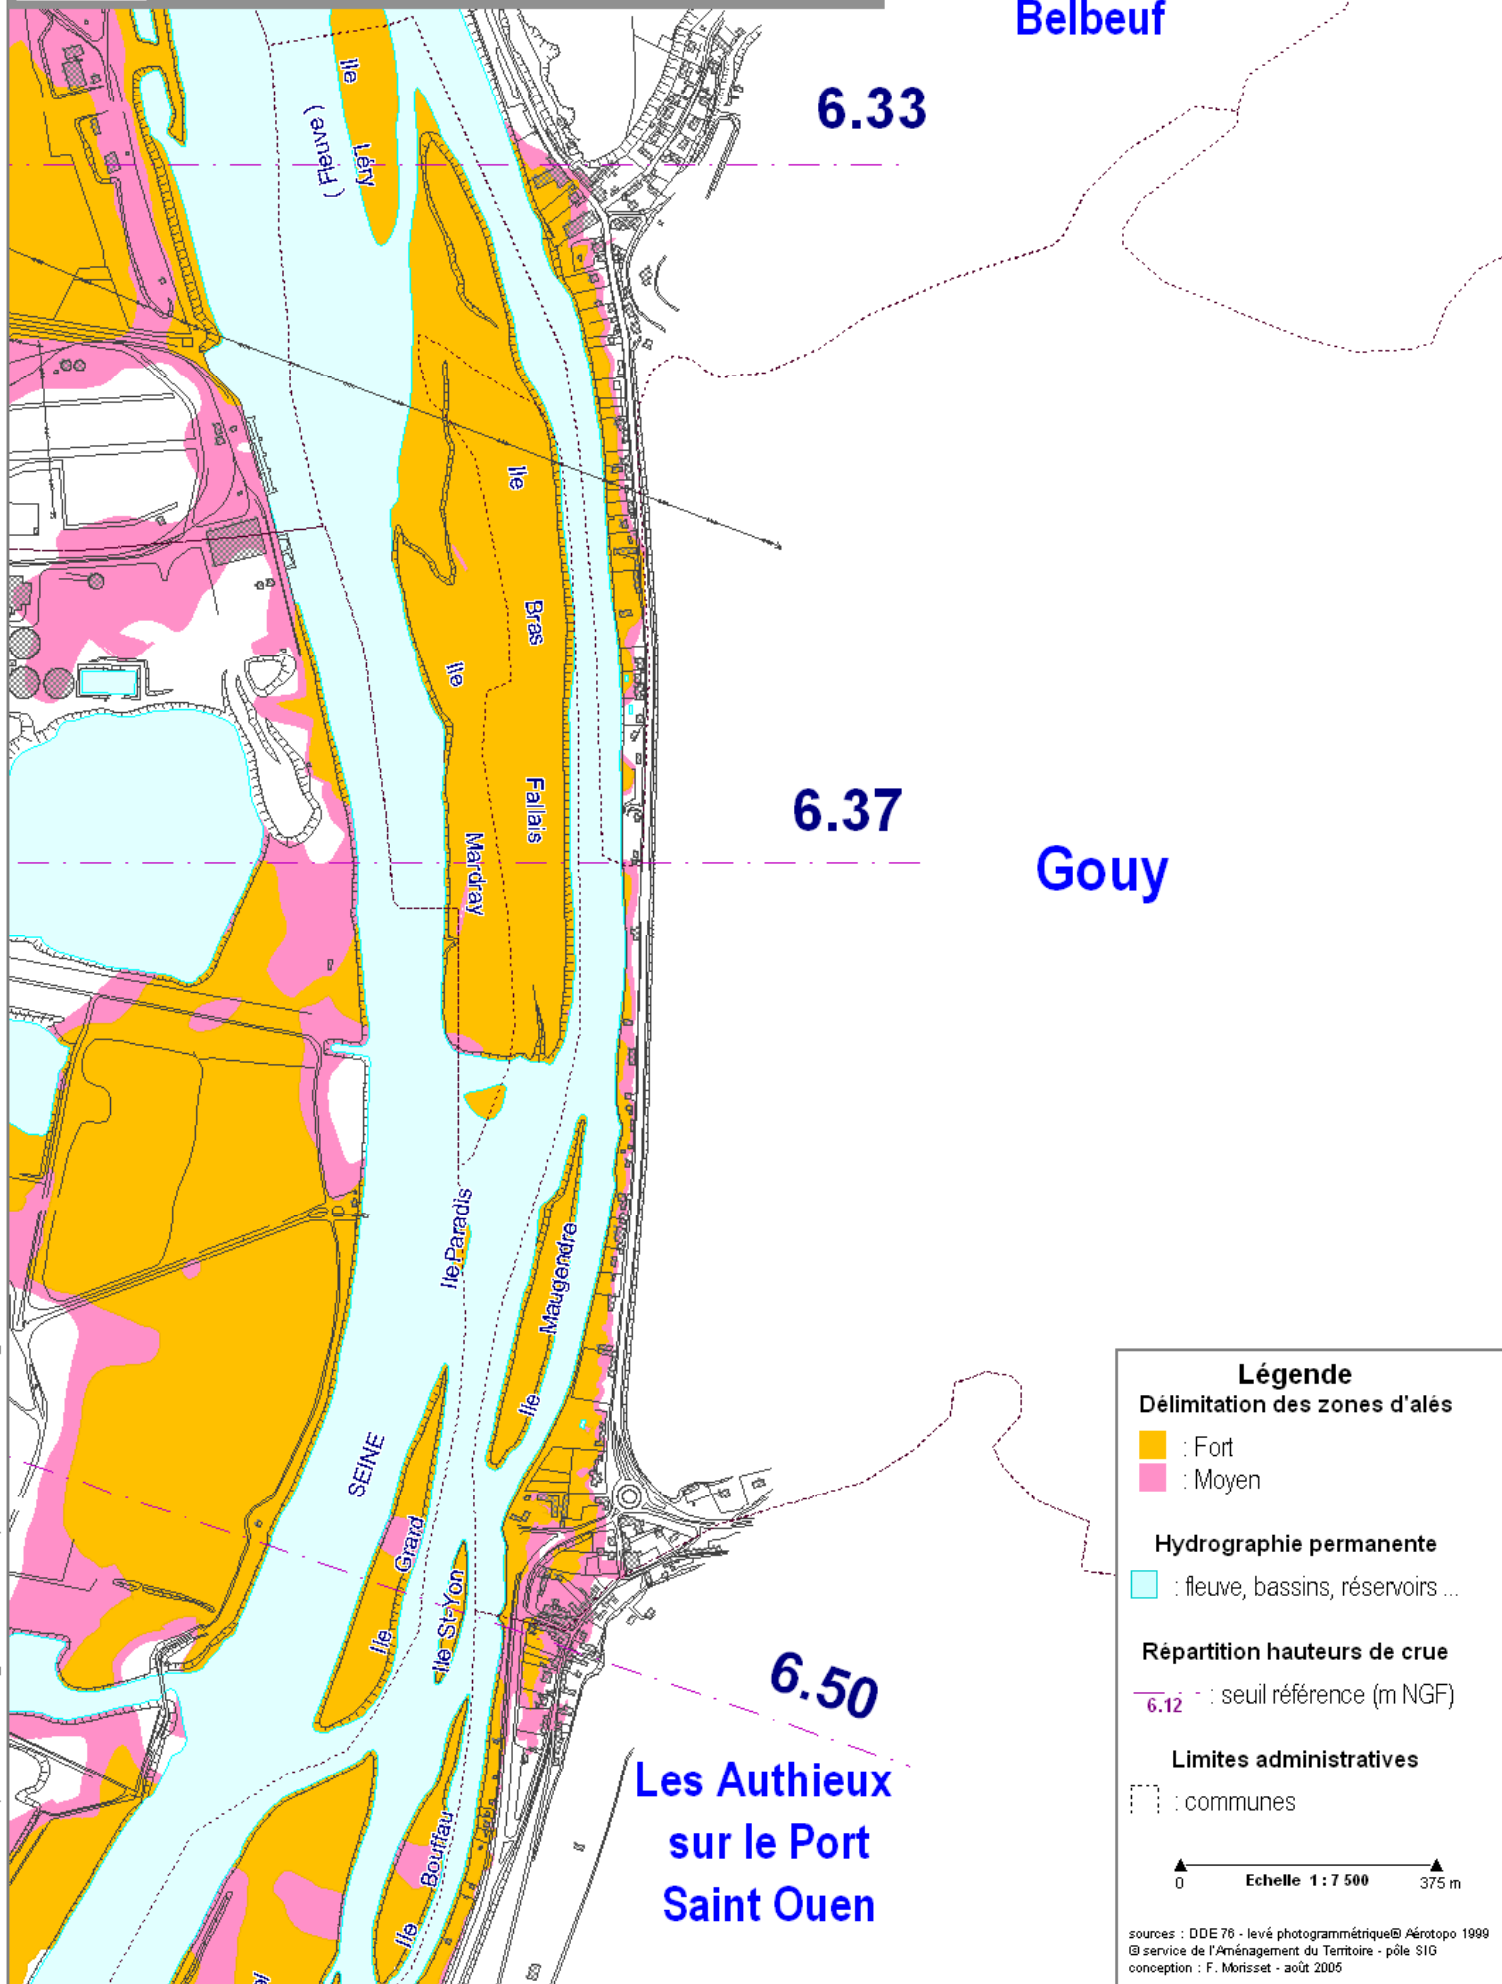 Belbeuf
6.33
Ile
Léry
( Fleuve )
Ile
Bras
Fallais
Ile
Mardray
6.37
Gouy
Ile Paradis
Ile
Maugendre
SEINE
Ile
Grard
Ile St-Yon
6.50
Les Authieux
sur le Port
Saint Ouen
Ile
Bouffau
Légende
Délimitation des zones d'alés
: Fort
: Moyen
Hydrographie permanente
: fleuve, bassins, réservoirs ...
Répartition hauteurs de crue
6.12 : seuil référence (m NGF)
Limites administratives
: communes
0 Echelle 1 : 7 500 375 m
sources : DDE 76 - levé photogrammétrique® Aérotopo 1999
@ service de l'Aménagement du Territoire - pôle SIG
conception : F. Morisset - août 2005